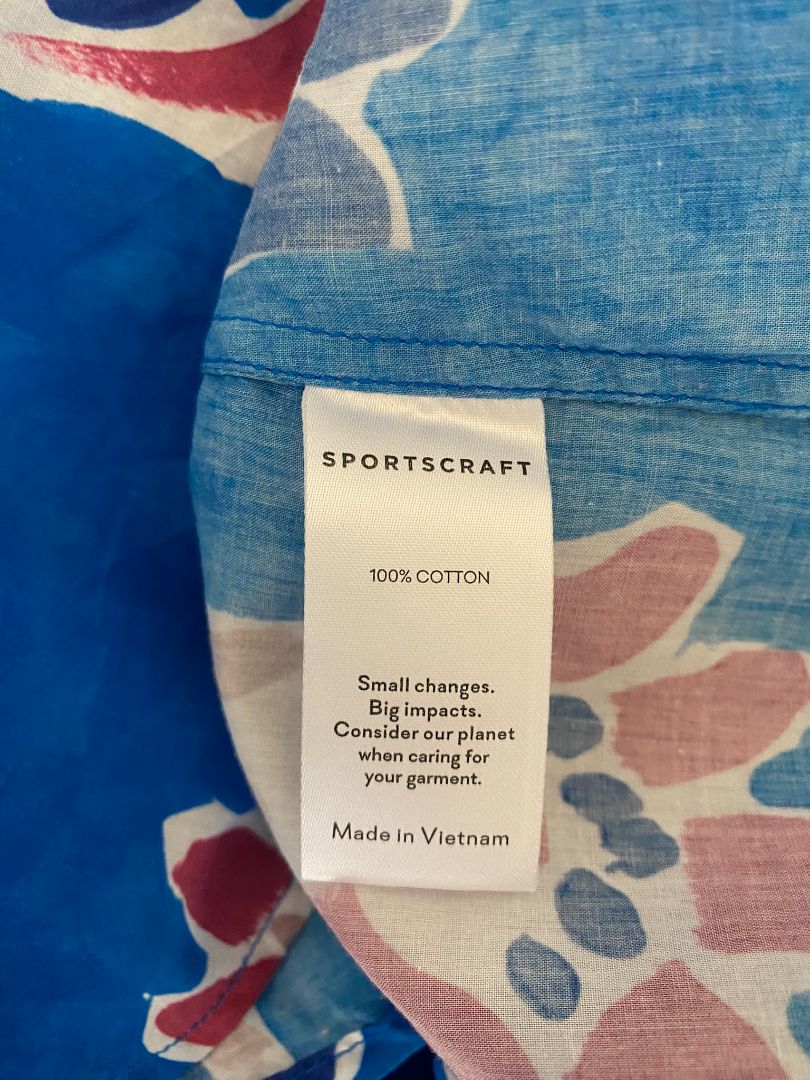 SPORTSCRAFT
100% COTTON
Small changes.
Big impacts.
Consider our planet
when caring for
your garment.
Made in Vietnam